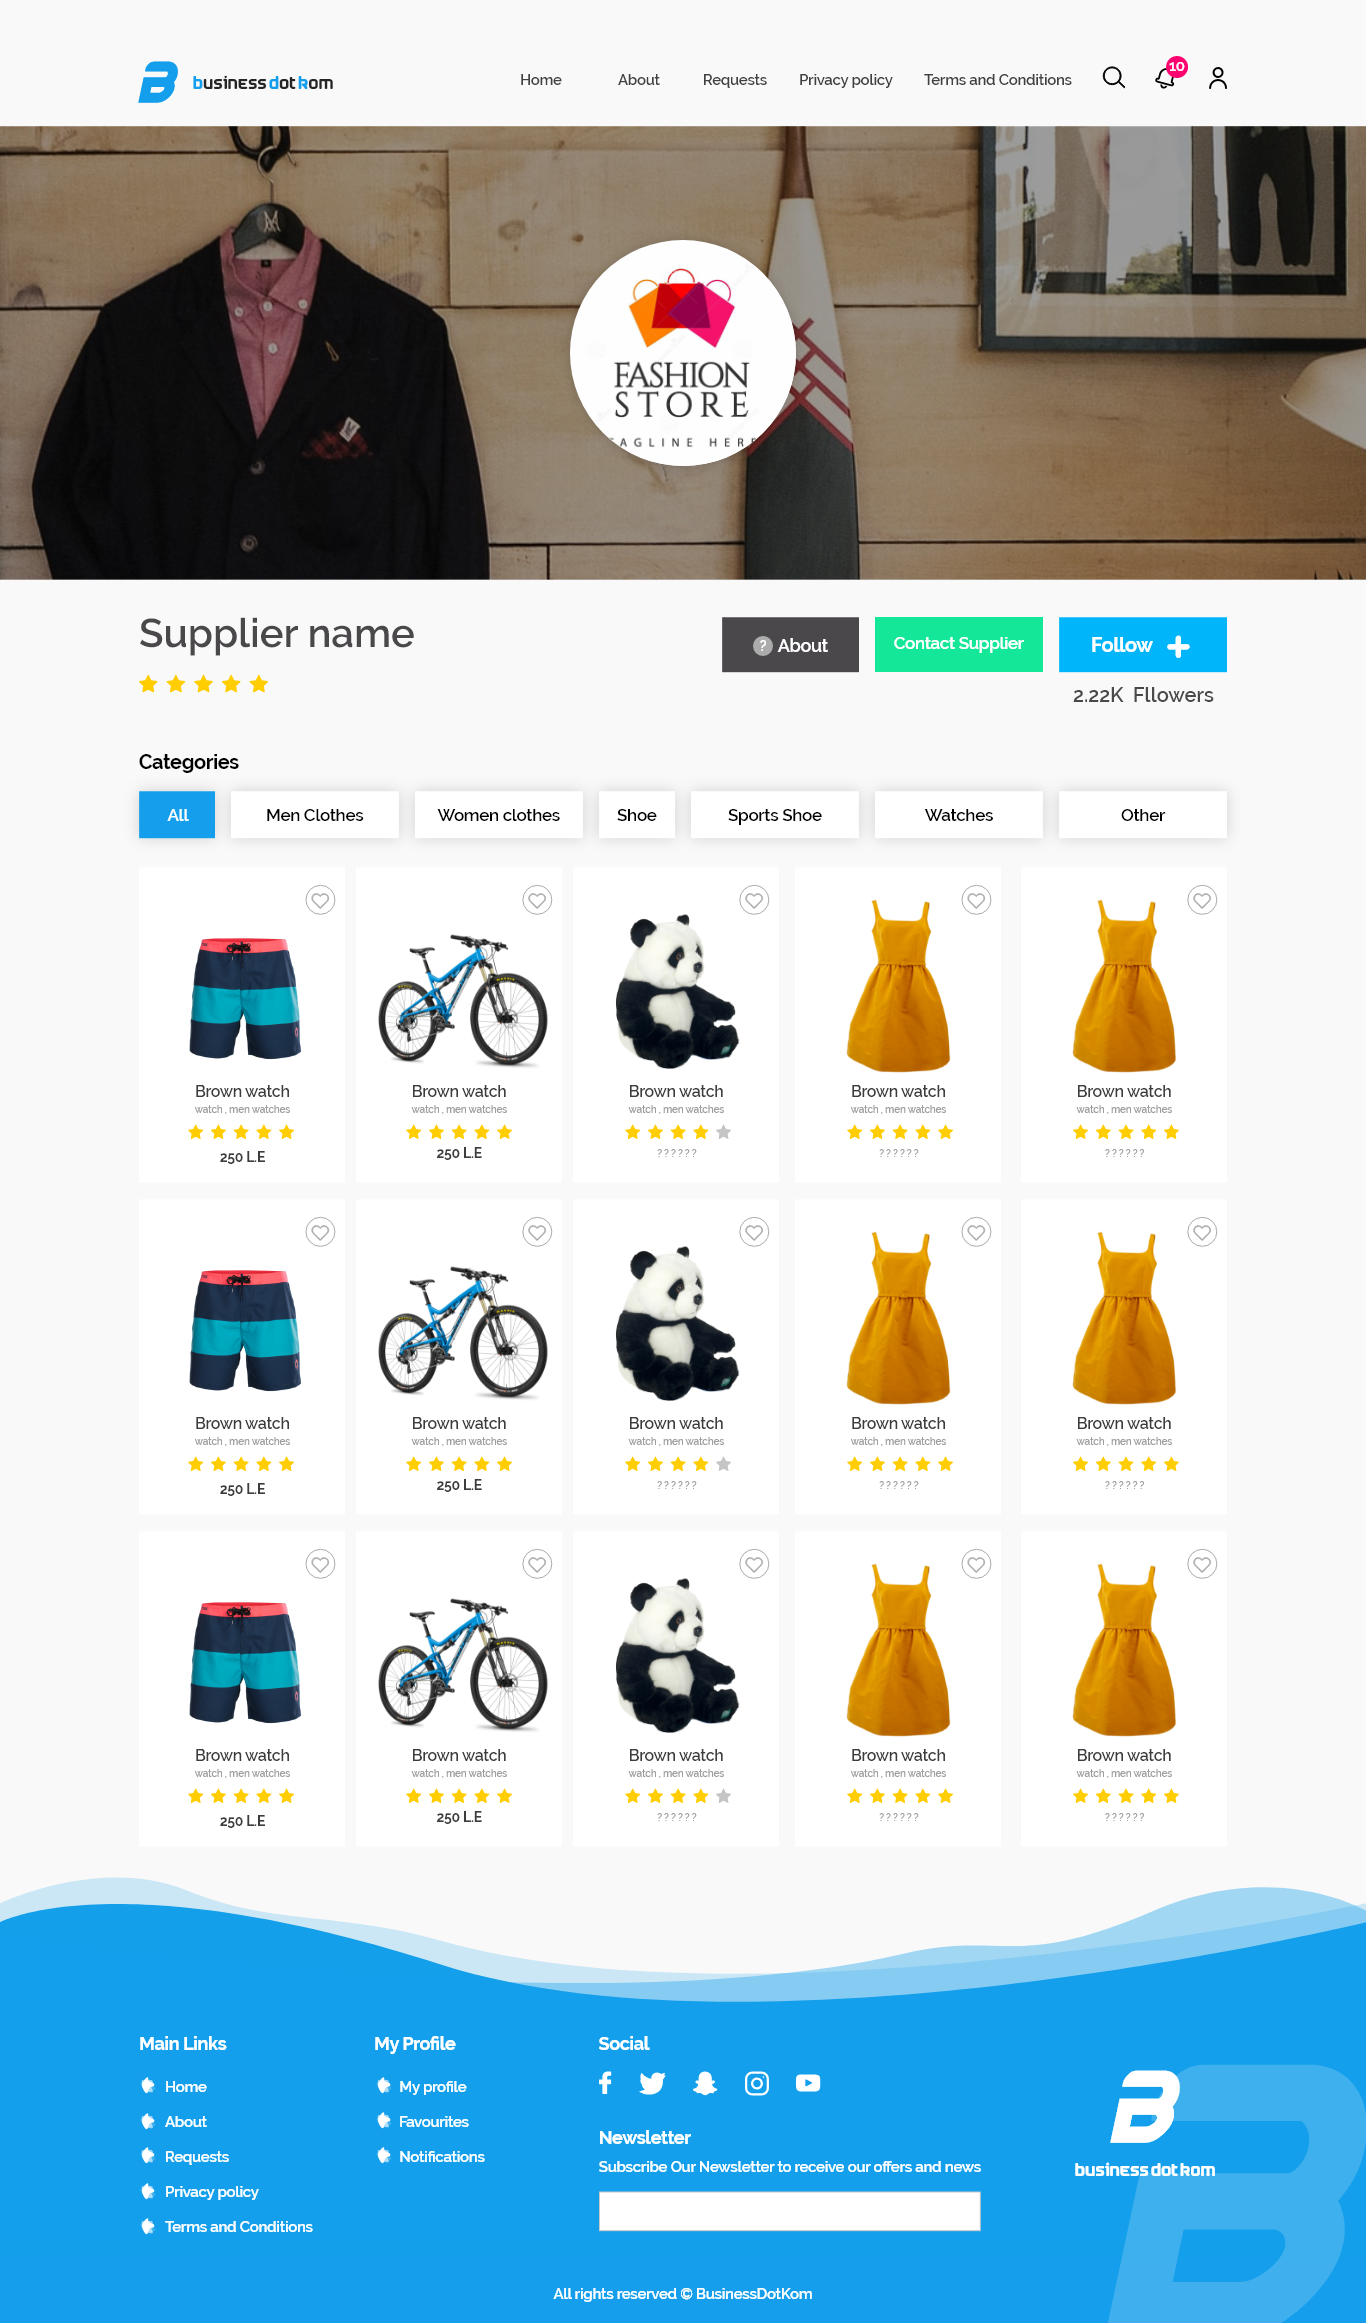 business dot kom
Home About Requests Privacy policy Terms and Conditions 10
FASHION
STORE
TAGLINE HERE
Supplier name
? About Contact Supplier Follow
2.22K Fllowers
Categories
All Men Clothes Women clothes Shoe Sports Shoe Watches Other
Brown watch Brown watch Brown watch Brown watch Brown watch
watch , men watches watch , men watches watch , men watches watch , men watches watch , men watches
250 L.E 250 L.E ?????? ?????? ??????
Brown watch Brown watch Brown watch Brown watch Brown watch
watch , men watches watch , men watches watch , men watches watch , men watches watch , men watches
250 L.E 250 L.E ?????? ?????? ??????
Brown watch Brown watch Brown watch Brown watch Brown watch
watch , men watches watch , men watches watch , men watches watch , men watches watch , men watches
250 L.E 250 L.E ?????? ?????? ??????
Main Links
Home
About
Requests
Privacy policy
Terms and Conditions
My Profile
My profile
Favourites
Notifications
Social
Newsletter
Subscribe Our Newsletter to receive our offers and news
business dot kom
All rights reserved © BusinessDotKom